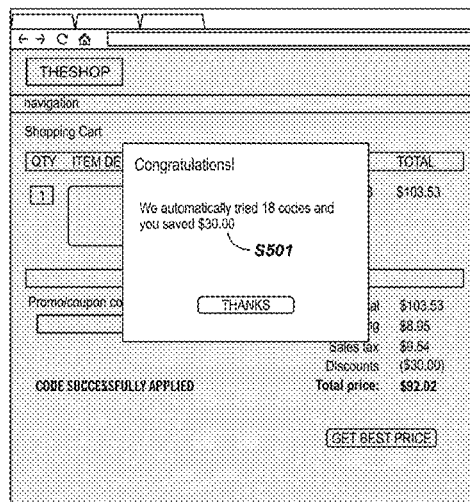 THESHOP
navigation
Shopping Cart
QTY ITEM DE TOTAL
1 $103.53
Congratulations!
We automatically tried 18 codes and
you saved $30.00
S501
THANKS
Promo/coupon co al $103.53
ng $8.95
Sales tax $9.54
Discounts ($30.00)
CODE SUCCESSFULLY APPLIED Total price: $92.02
GET BEST PRICE